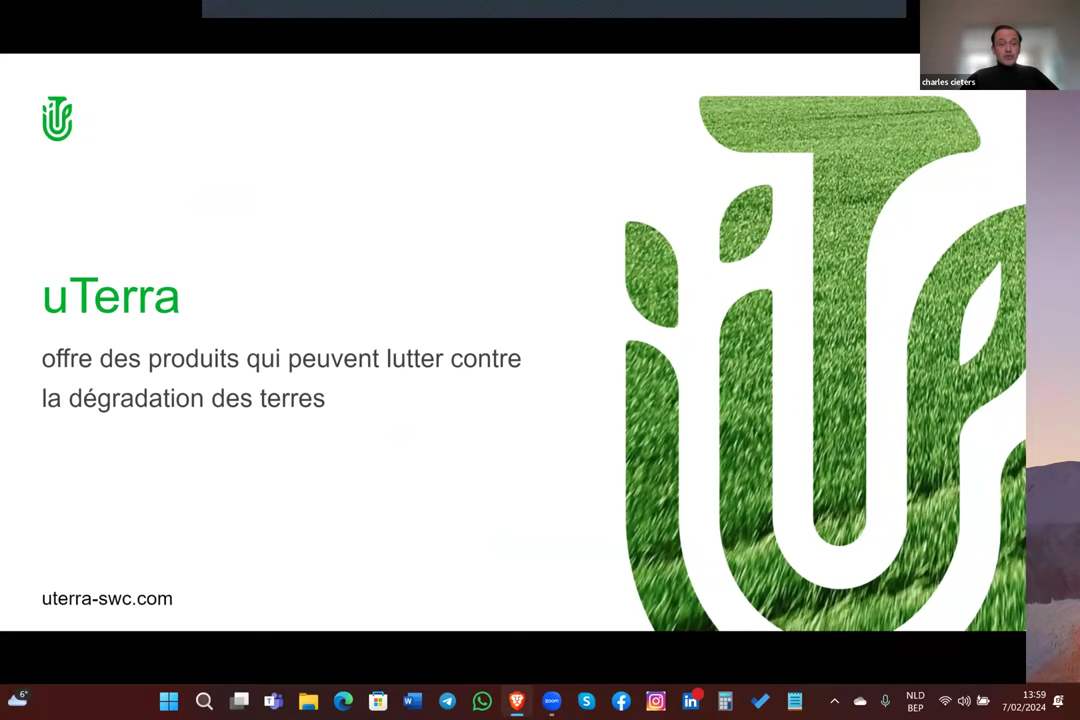 charles cieters
uTerra
offre des produits qui peuvent lutter contre
la dégradation des terres
uterra-swc.com
6°
NLD
BEP
13:59
7/02/2024